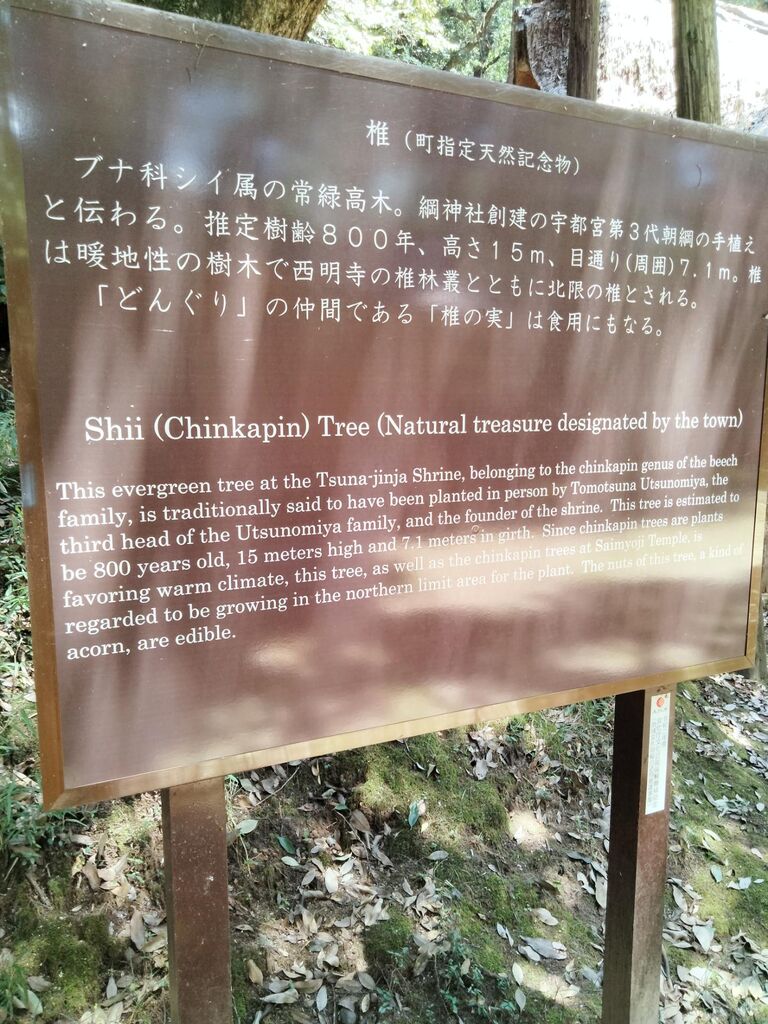 椎（町指定天然記念物）
ブナ科シイ属の常緑高木。綱神社創建の宇都宮第３代朝綱の手植え
と伝わる。推定樹齢８００年、高さ１５ｍ、目通り(周囲)７.１ｍ。椎
は暖地性の樹木で西明寺の椎林叢とともに北限の椎とされる。
「どんぐり」の仲間である「椎の実」は食用にもなる。
Shii (Chinkapin) Tree (Natural treasure designated by the town)
This evergreen tree at the Tsuna-jinja Shrine, belonging to the chinkapin genus of the beech
family, is traditionally said to have been planted in person by Tomotsuna Utsunomiya, the
third head of the Utsunomiya family, and the founder of the shrine. This tree is estimated to
be 800 years old, 15 meters high and 7.1 meters in girth. Since chinkapin trees are plants
favoring warm climate, this tree, as well as the chinkapin trees at Saimyoji Temple, is
regarded to be growing in the northern limit area for the plant. The nuts of this tree, a kind of
acorn, are edible.